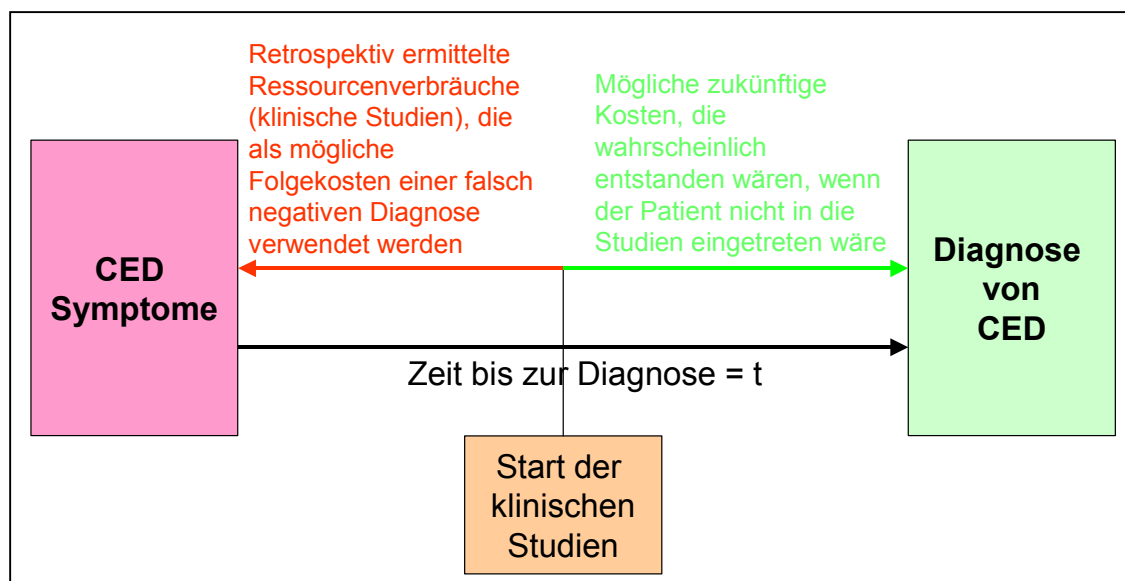 Retrospektiv ermittelte
Ressourcenverbräuche
(klinische Studien), die
als mögliche
Folgekosten einer falsch
negativen Diagnose
verwendet werden
Mögliche zukünftige
Kosten, die
wahrscheinlich
entstanden wären, wenn
der Patient nicht in die
Studien eingetreten wäre
CED
Symptome
Diagnose
von
CED
Zeit bis zur Diagnose = t
Start der
klinischen
Studien